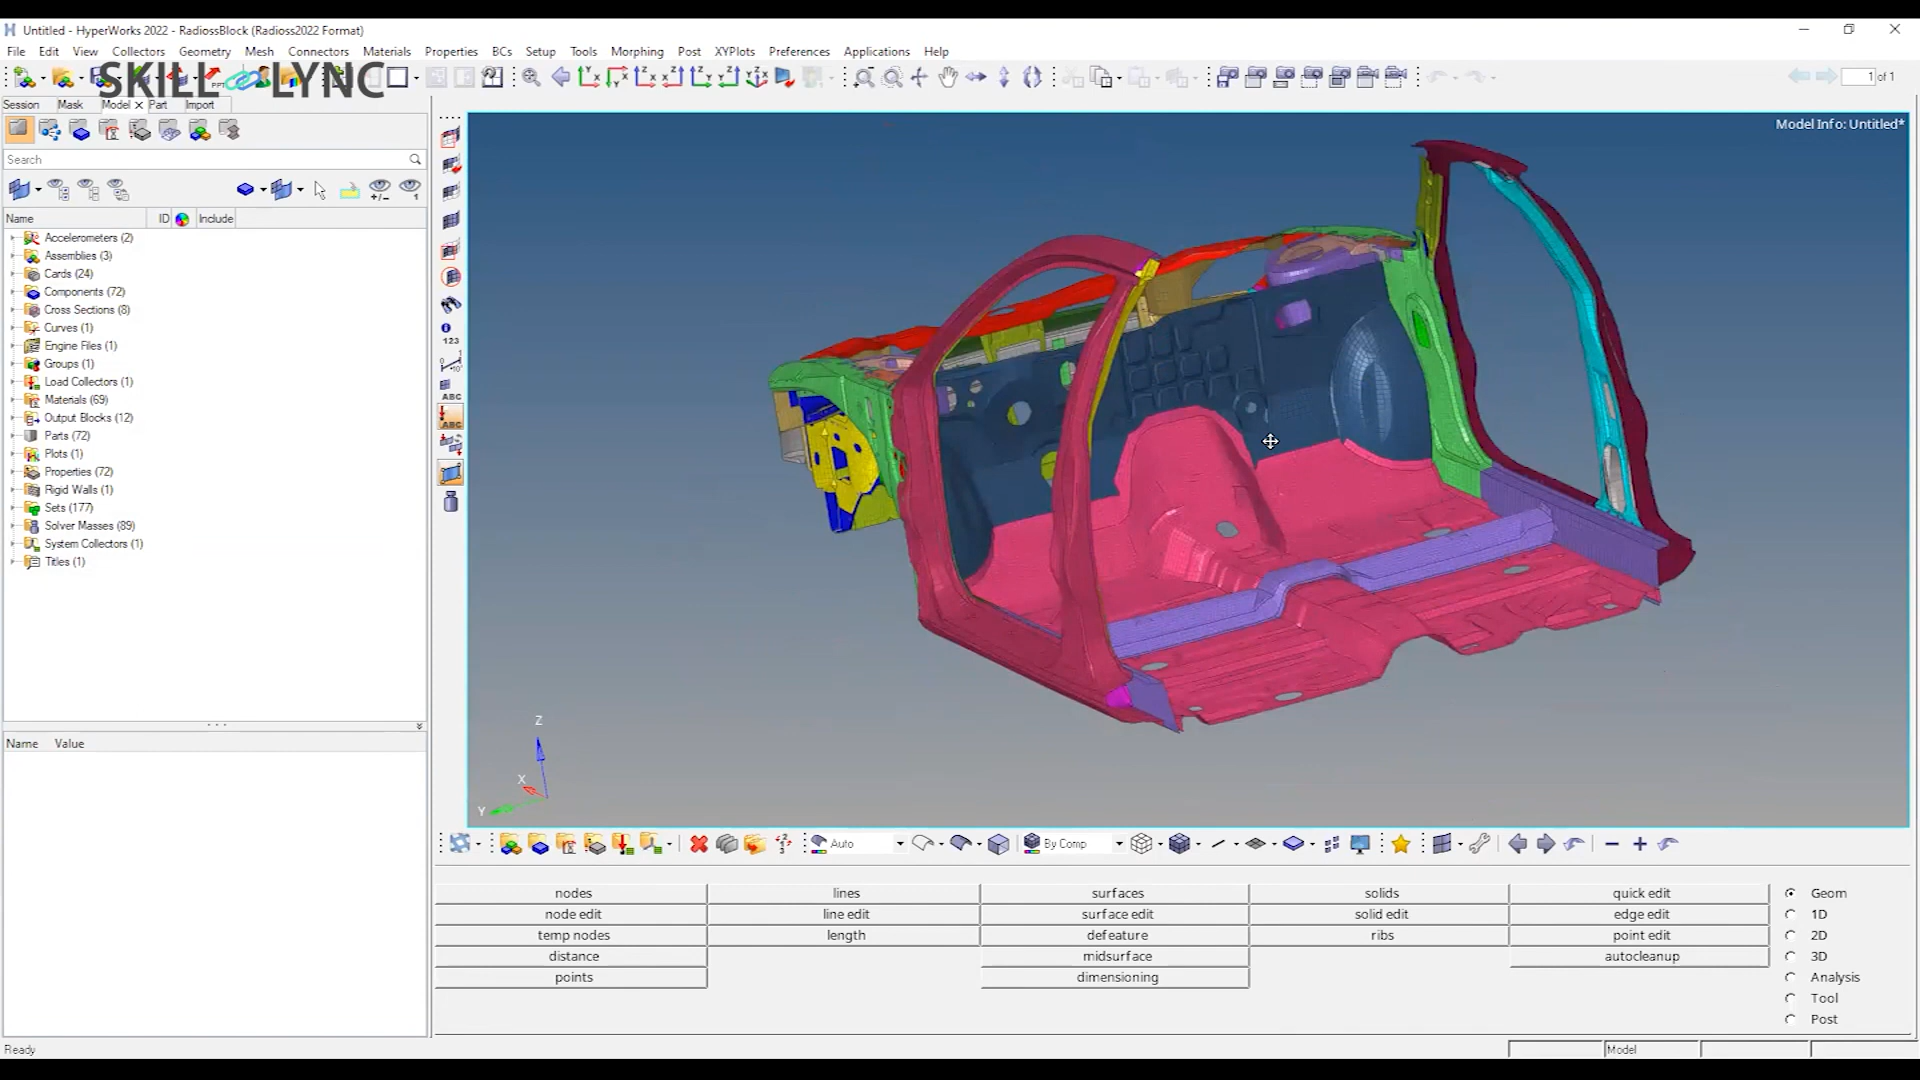 Untitled - HyperWorks 2022 - RadiossBlock (Radioss2022 Format)
File Edit View Collectors Geometry Mesh Connectors Materials Properties BCs Setup Tools Morphing Post XYPlots Preferences Applications Help
SKILL LYNC
1 of 1
Session Mask Model Part Import
Model Info: Untitled*
Search
Name ID Include
Accelerometers (2)
Assemblies (3)
Cards (24)
Components (72)
Cross Sections (8)
Curves (1)
Engine Files (1)
Groups (1)
Load Collectors (1)
Materials (69)
Output Blocks (12)
Parts (72)
Plots (1)
Properties (72)
Rigid Walls (1)
Sets (177)
Solver Masses (89)
System Collectors (1)
Titles (1)
123
ABC
ABC
Z
X
Y
Name Value
Auto By Comp
nodes lines surfaces solids quick edit Geom
node edit line edit surface edit solid edit edge edit 1D
temp nodes length defeature ribs point edit 2D
distance midsurface autocleanup 3D
points dimensioning Analysis
Tool
Post
Ready Model